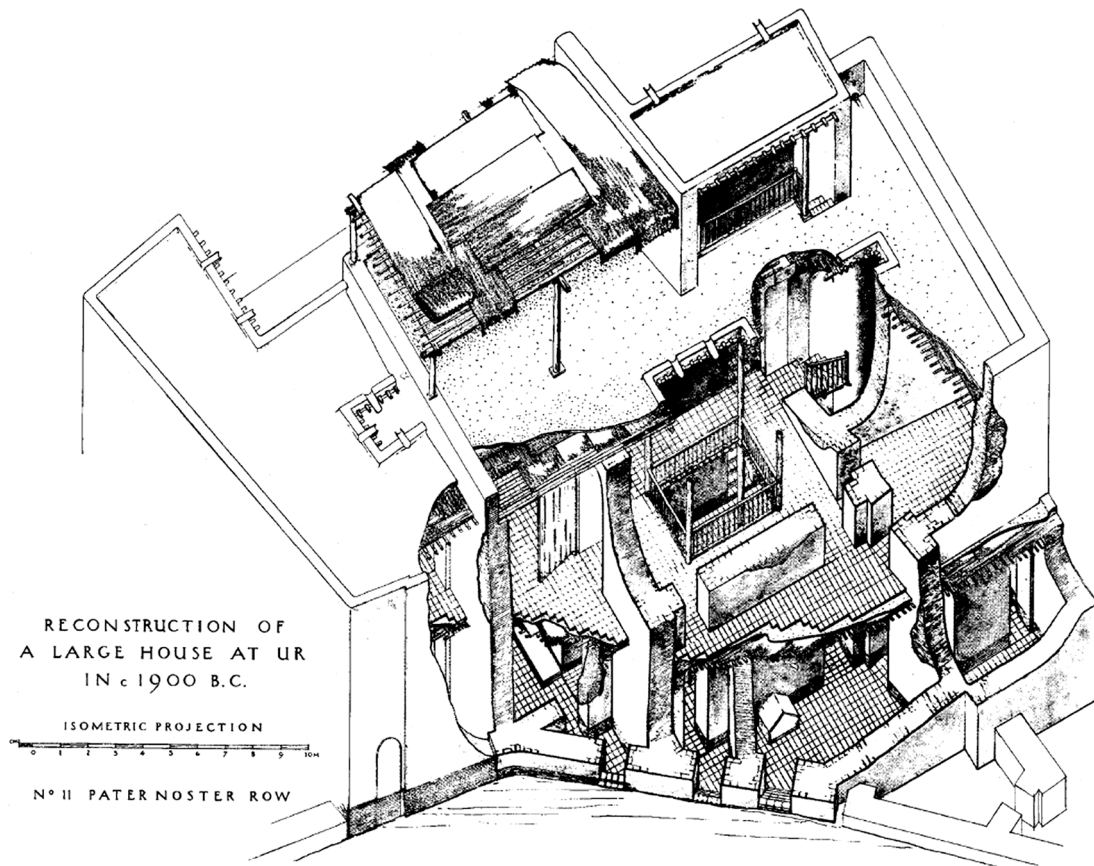 RECONSTRUCTION OF
A LARGE HOUSE AT UR
IN c 1900 B.C.
ISOMETRIC PROJECTION
0 1 2 3 4 5 6 7 8 9 10M
Nº 11 PATERNOSTER ROW